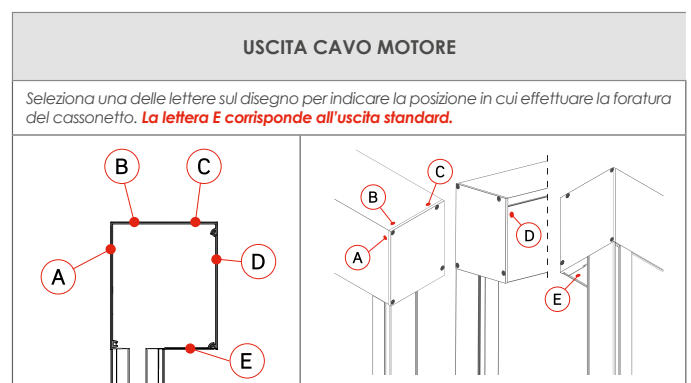 USCITA CAVO MOTORE
Seleziona una delle lettere sul disegno per indicare la posizione in cui effettuare la foratura
del cassonetto. La lettera E corrisponde all'uscita standard.
B
C
A
D
E
B
C
A
D
E